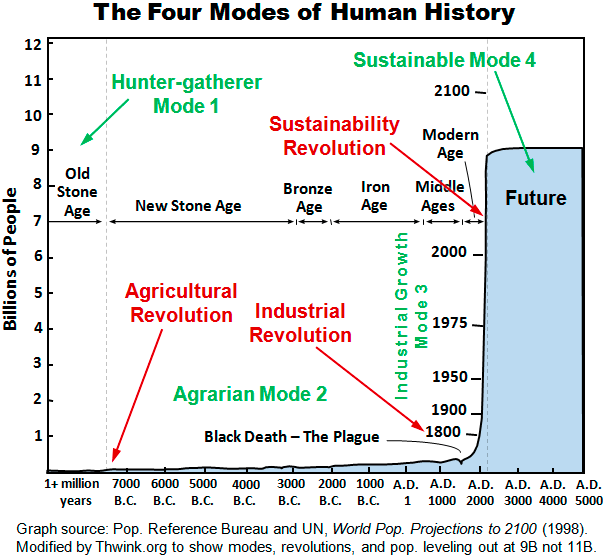 The Four Modes of Human History
Billions of People
12
11
10
9
8
7
6
5
4
3
2
1
Hunter-gatherer
Mode 1
Sustainable Mode 4
2100
Sustainability
Revolution
Modern
Age
Old
Stone
Age
New Stone Age
Bronze
Age
Iron
Age
Middle
Ages
Future
2000
Agricultural
Revolution
Industrial
Revolution
Industrial Growth
Mode 3
1975
1950
1900
1800
Agrarian Mode 2
Black Death – The Plague
1+ million
years
7000
B.C.
6000
B.C.
5000
B.C.
4000
B.C.
3000
B.C.
2000
B.C.
1000
B.C.
A.D.
1
A.D.
1000
A.D.
2000
A.D.
3000
A.D.
4000
A.D.
5000
Graph source: Pop. Reference Bureau and UN, World Pop. Projections to 2100 (1998).
Modified by Thwink.org to show modes, revolutions, and pop. leveling out at 9B not 11B.